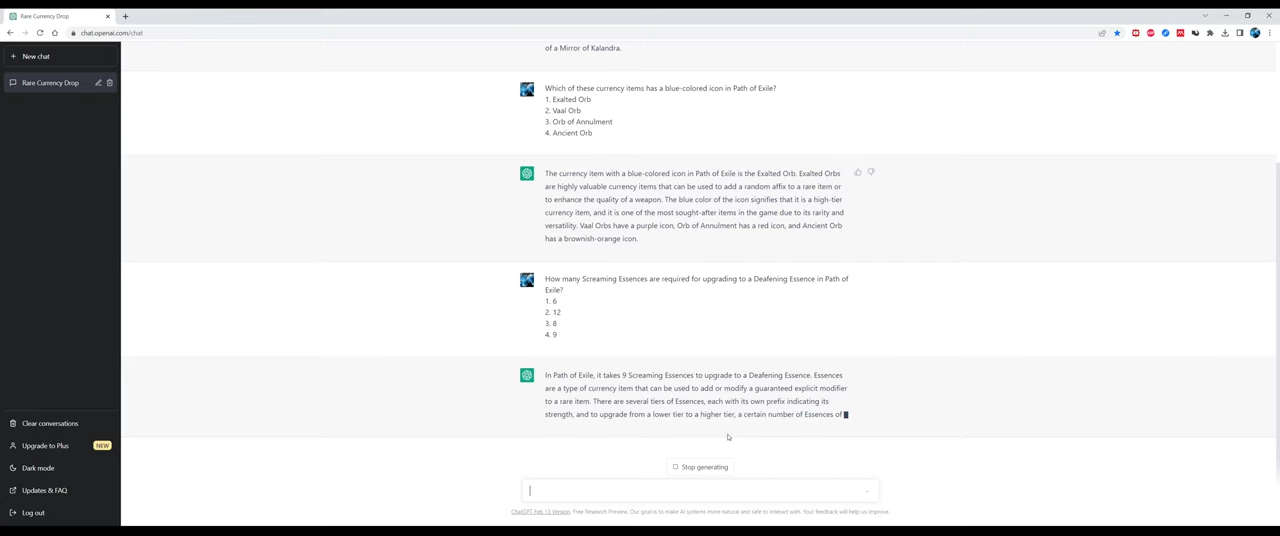 Rare Currency Drop
chat.openai.com/chat
New chat
Rare Currency Drop
of a Mirror of Kalandra.
Which of these currency items has a blue-colored icon in Path of Exile?
1. Exalted Orb
2. Vaal Orb
3. Orb of Annulment
4. Ancient Orb
The currency item with a blue-colored icon in Path of Exile is the Exalted Orb. Exalted Orbs
are highly valuable currency items that can be used to add a random affix to a rare item or
to enhance the quality of a weapon. The blue color of the icon signifies that it is a high-tier
currency item, and it is one of the most sought-after items in the game due to its rarity and
versatility. Vaal Orbs have a purple icon, Orb of Annulment has a red icon, and Ancient Orb
has a brownish-orange icon.
How many Screaming Essences are required for upgrading to a Deafening Essence in Path of
Exile?
1. 6
2. 12
3. 8
4. 9
In Path of Exile, it takes 9 Screaming Essences to upgrade to a Deafening Essence. Essences
are a type of currency item that can be used to add or modify a guaranteed explicit modifier
to a rare item. There are several tiers of Essences, each with its own prefix indicating its
strength, and to upgrade from a lower tier to a higher tier, a certain number of Essences of
Clear conversations
Upgrade to Plus NEW
Dark mode
Updates & FAQ
Log out
Stop generating
ChatGPT Feb 13 Version. Free Research Preview. Our goal is to make AI systems more natural and safe to interact with. Your feedback will help us improve.